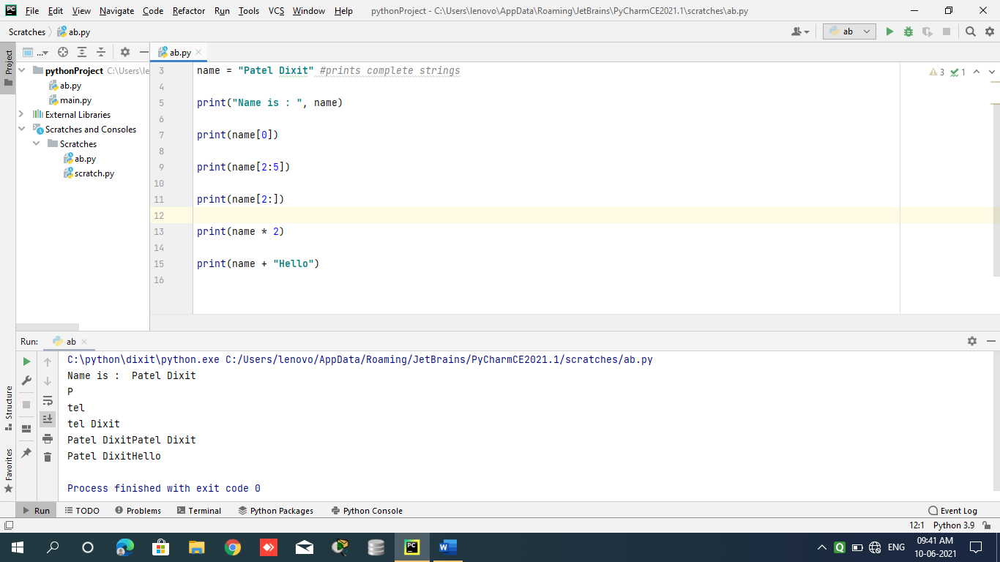 PC File Edit View Navigate Code Refactor Run Tools VCS Window Help pythonProject - C:\Users\lenovo\AppData\Roaming\JetBrains\PyCharmCE2021.1\scratches\ab.py
Scratches ab.py ab
Project ... ab.py
pythonProject C:\Users\le
ab.py
main.py
External Libraries
Scratches and Consoles
Scratches
ab.py
scratch.py
3 name = "Patel Dixit" #prints complete strings 3 1
4
5 print("Name is : ", name)
6
7 print(name[0])
8
9 print(name[2:5])
10
11 print(name[2:])
12
13 print(name * 2)
14
15 print(name + "Hello")
16
Run: ab
C:\python\dixit\python.exe C:/Users/lenovo/AppData/Roaming/JetBrains/PyCharmCE2021.1/scratches/ab.py
Name is :  Patel Dixit
P
tel
tel Dixit
Patel DixitPatel Dixit
Patel DixitHello
Process finished with exit code 0
Structure
Favorites
Run TODO Problems Terminal Python Packages Python Console Event Log
12:1 Python 3.9
PC W Q ENG 09:41 AM
10-06-2021